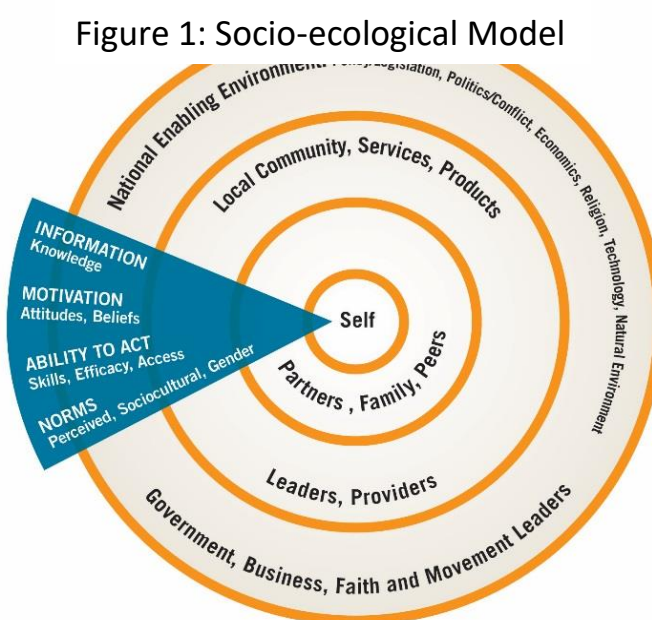 Figure 1: Socio-ecological Model
National Enabling Environment: Policy/Legislation, Politics/Conflict, Economics, Religion, Technology, Natural Environment
Local Community, Services, Products
INFORMATION
Knowledge
MOTIVATION
Attitudes, Beliefs
ABILITY TO ACT
Skills, Efficacy, Access
NORMS
Perceived, Sociocultural, Gender
Self
Partners , Family, Peers
Leaders, Providers
Government, Business, Faith and Movement Leaders